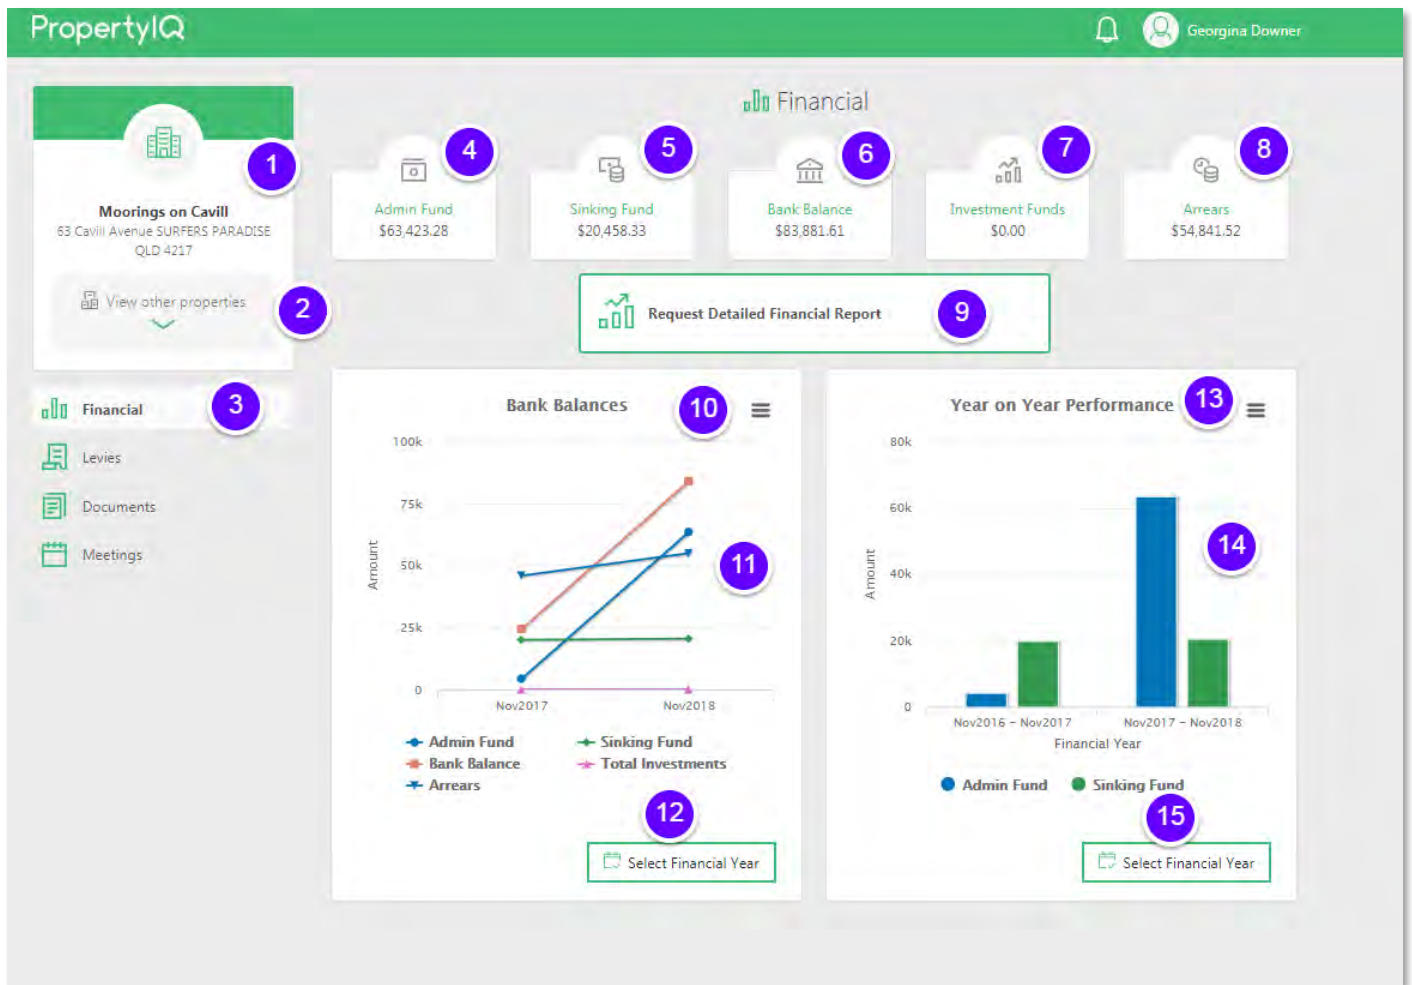 PropertyIQ
Georgina Downer
Financial
1
Moorings on Cavill
63 Cavill Avenue SURFERS PARADISE
QLD 4217
View other properties
2
Financial
3
Levies
Documents
Meetings
4
Admin Fund
$63,423.28
5
Sinking Fund
$20,458.33
6
Bank Balance
$83,881.61
7
Investment Funds
$0.00
8
Arrears
$54,841.52
Request Detailed Financial Report
9
Bank Balances
10
100k
75k
50k
25k
0
Amount
11
Nov2017
Nov2018
Admin Fund
Sinking Fund
Bank Balance
Total Investments
Arrears
12
Select Financial Year
Year on Year Performance
13
80k
60k
40k
20k
0
Amount
14
Nov2016 - Nov2017
Nov2017 - Nov2018
Financial Year
Admin Fund
Sinking Fund
15
Select Financial Year